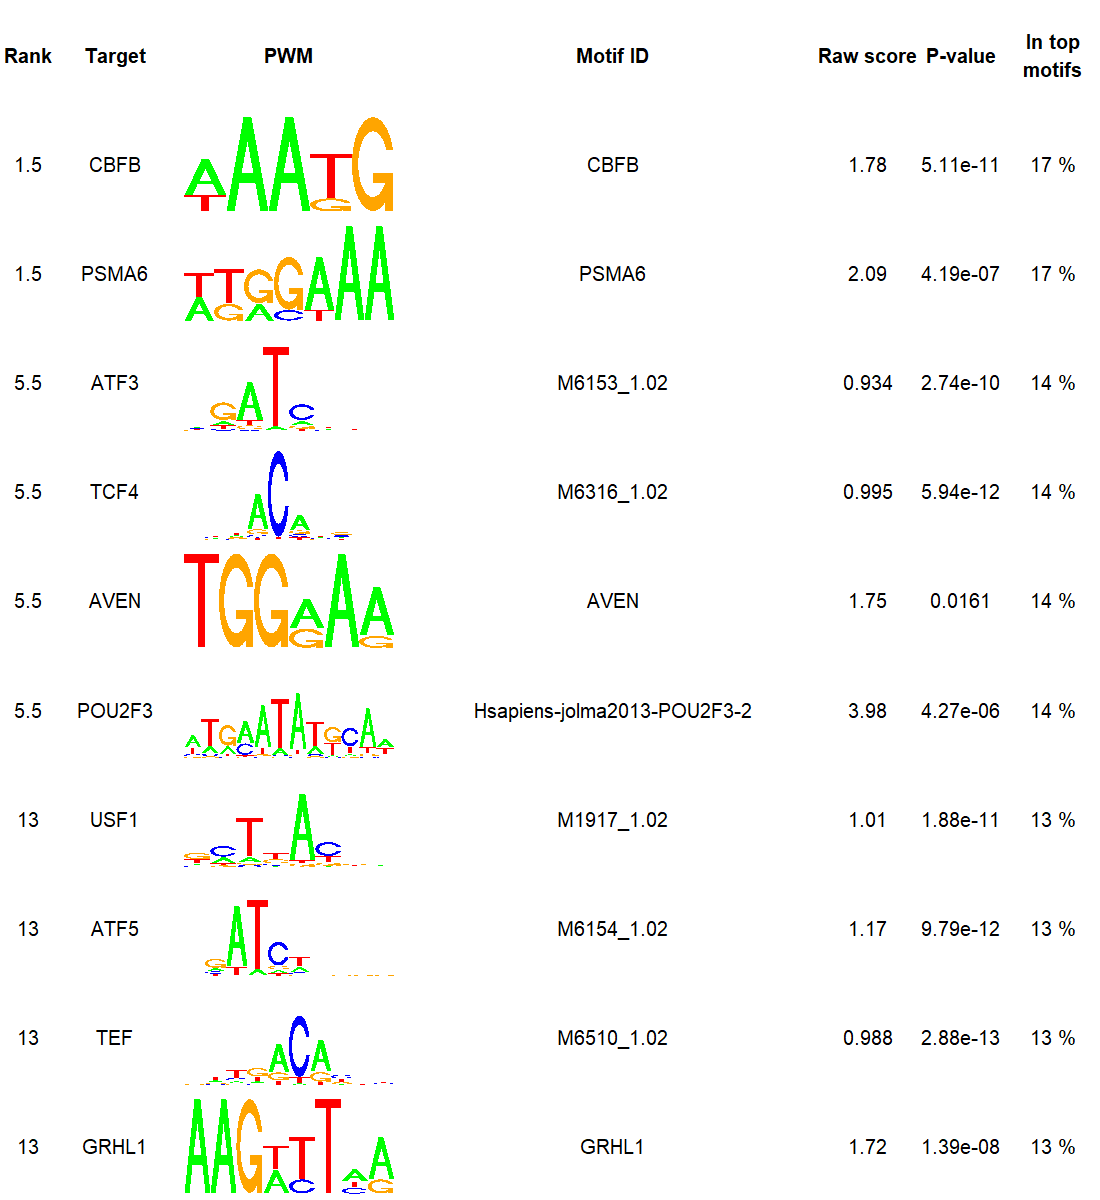 Rank Target PWM Motif ID Raw score P-value In top
motifs
1.5 CBFB CBFB 1.78 5.11e-11 17 %
1.5 PSMA6 PSMA6 2.09 4.19e-07 17 %
5.5 ATF3 M6153_1.02 0.934 2.74e-10 14 %
5.5 TCF4 M6316_1.02 0.995 5.94e-12 14 %
5.5 AVEN AVEN 1.75 0.0161 14 %
5.5 POU2F3 Hsapiens-jolma2013-POU2F3-2 3.98 4.27e-06 14 %
13 USF1 M1917_1.02 1.01 1.88e-11 13 %
13 ATF5 M6154_1.02 1.17 9.79e-12 13 %
13 TEF M6510_1.02 0.988 2.88e-13 13 %
13 GRHL1 GRHL1 1.72 1.39e-08 13 %